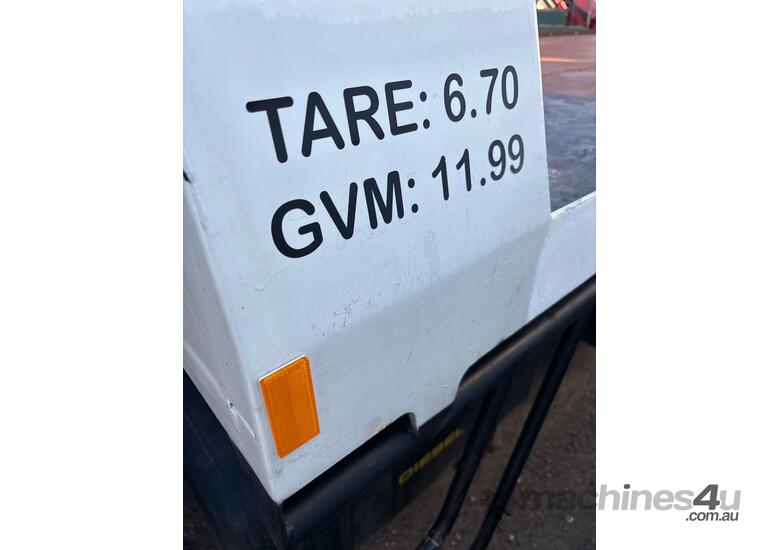 TARE: 6.70
GVM: 11.99
DIESEL
machines4u
.com.au